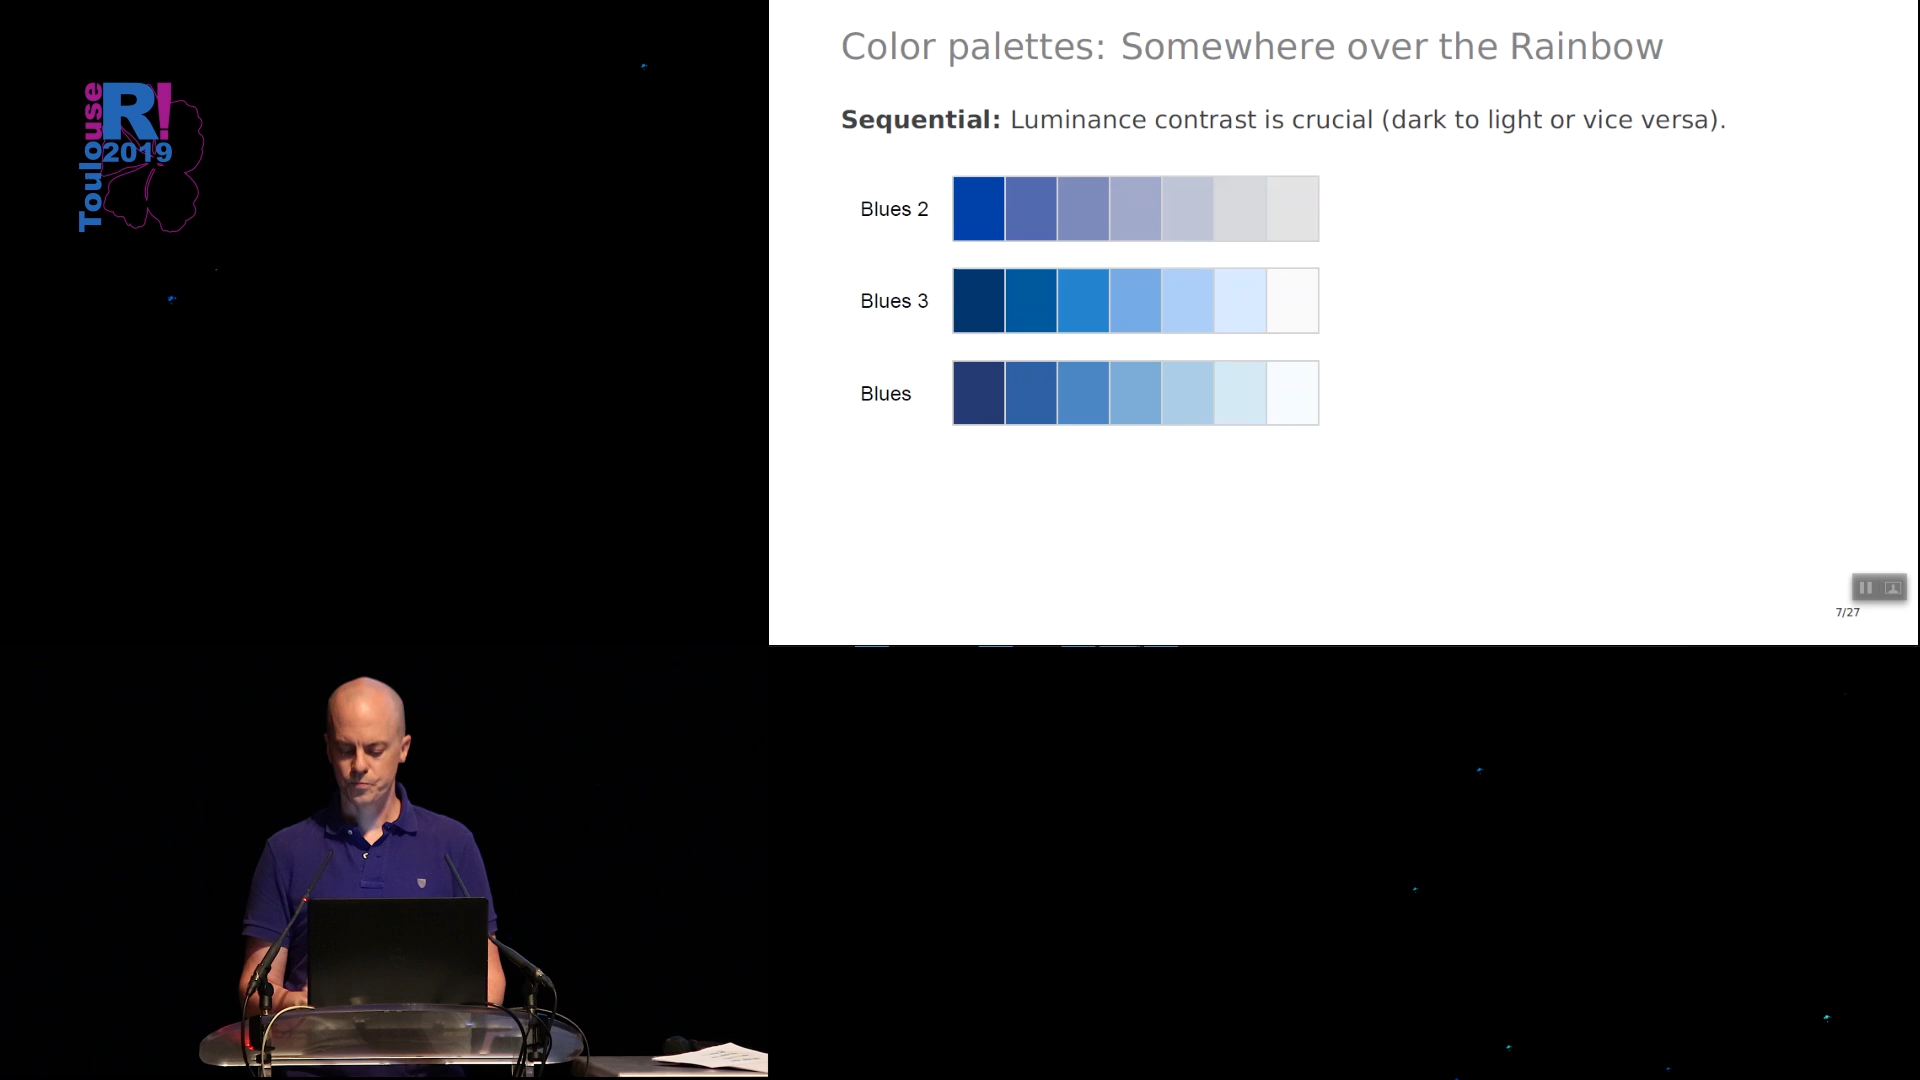 Toulouse
R!
2019
Color palettes: Somewhere over the Rainbow
Sequential: Luminance contrast is crucial (dark to light or vice versa).
Blues 2
Blues 3
Blues
7/27